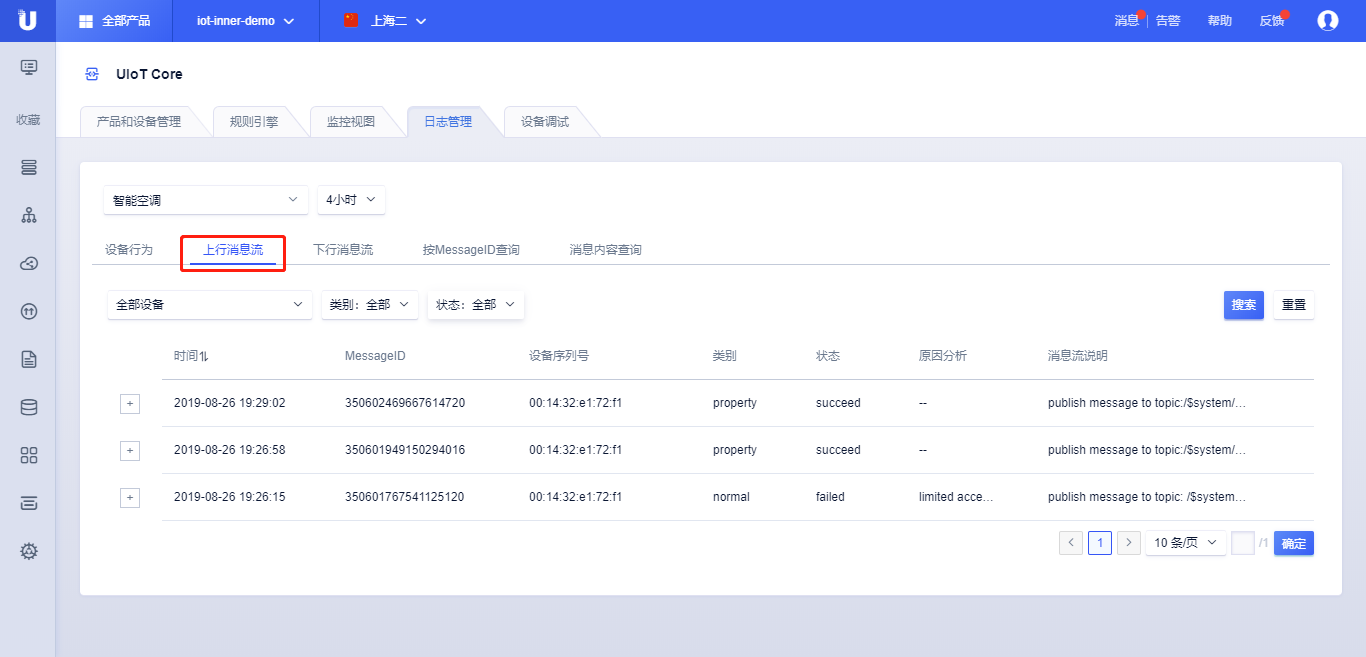 全部产品 iot-inner-demo 上海二 消息 告警 帮助 反馈
UIoT Core
收藏
产品和设备管理 规则引擎 监控视图 日志管理 设备调试
智能空调 4小时
设备行为 上行消息流 下行消息流 按MessageID查询 消息内容查询
全部设备 类别：全部 状态：全部 搜索 重置
时间 MessageID 设备序列号 类别 状态 原因分析 消息流说明
+ 2019-08-26 19:29:02 350602469667614720 00:14:32:e1:72:f1 property succeed -- publish message to topic:/$system/...
+ 2019-08-26 19:26:58 350601949150294016 00:14:32:e1:72:f1 property succeed -- publish message to topic:/$system/...
+ 2019-08-26 19:26:15 350601767541125120 00:14:32:e1:72:f1 normal failed limited acce... publish message to topic: /$system...
< 1 > 10 条/页 /1 确定